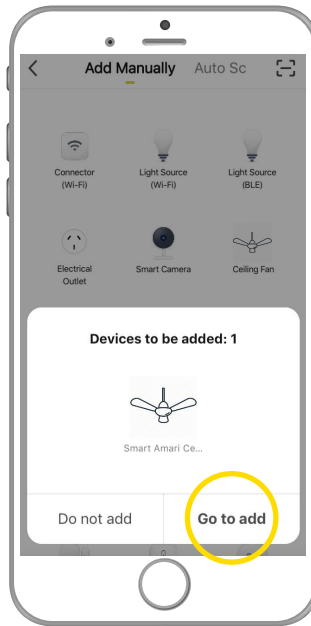 Add Manually Auto Sc
Connector
(Wi-Fi)
Light Source
(Wi-Fi)
Light Source
(BLE)
Electrical
Outlet
Smart Camera
Ceiling Fan
Devices to be added: 1
Smart Amari Ce...
Do not add
Go to add